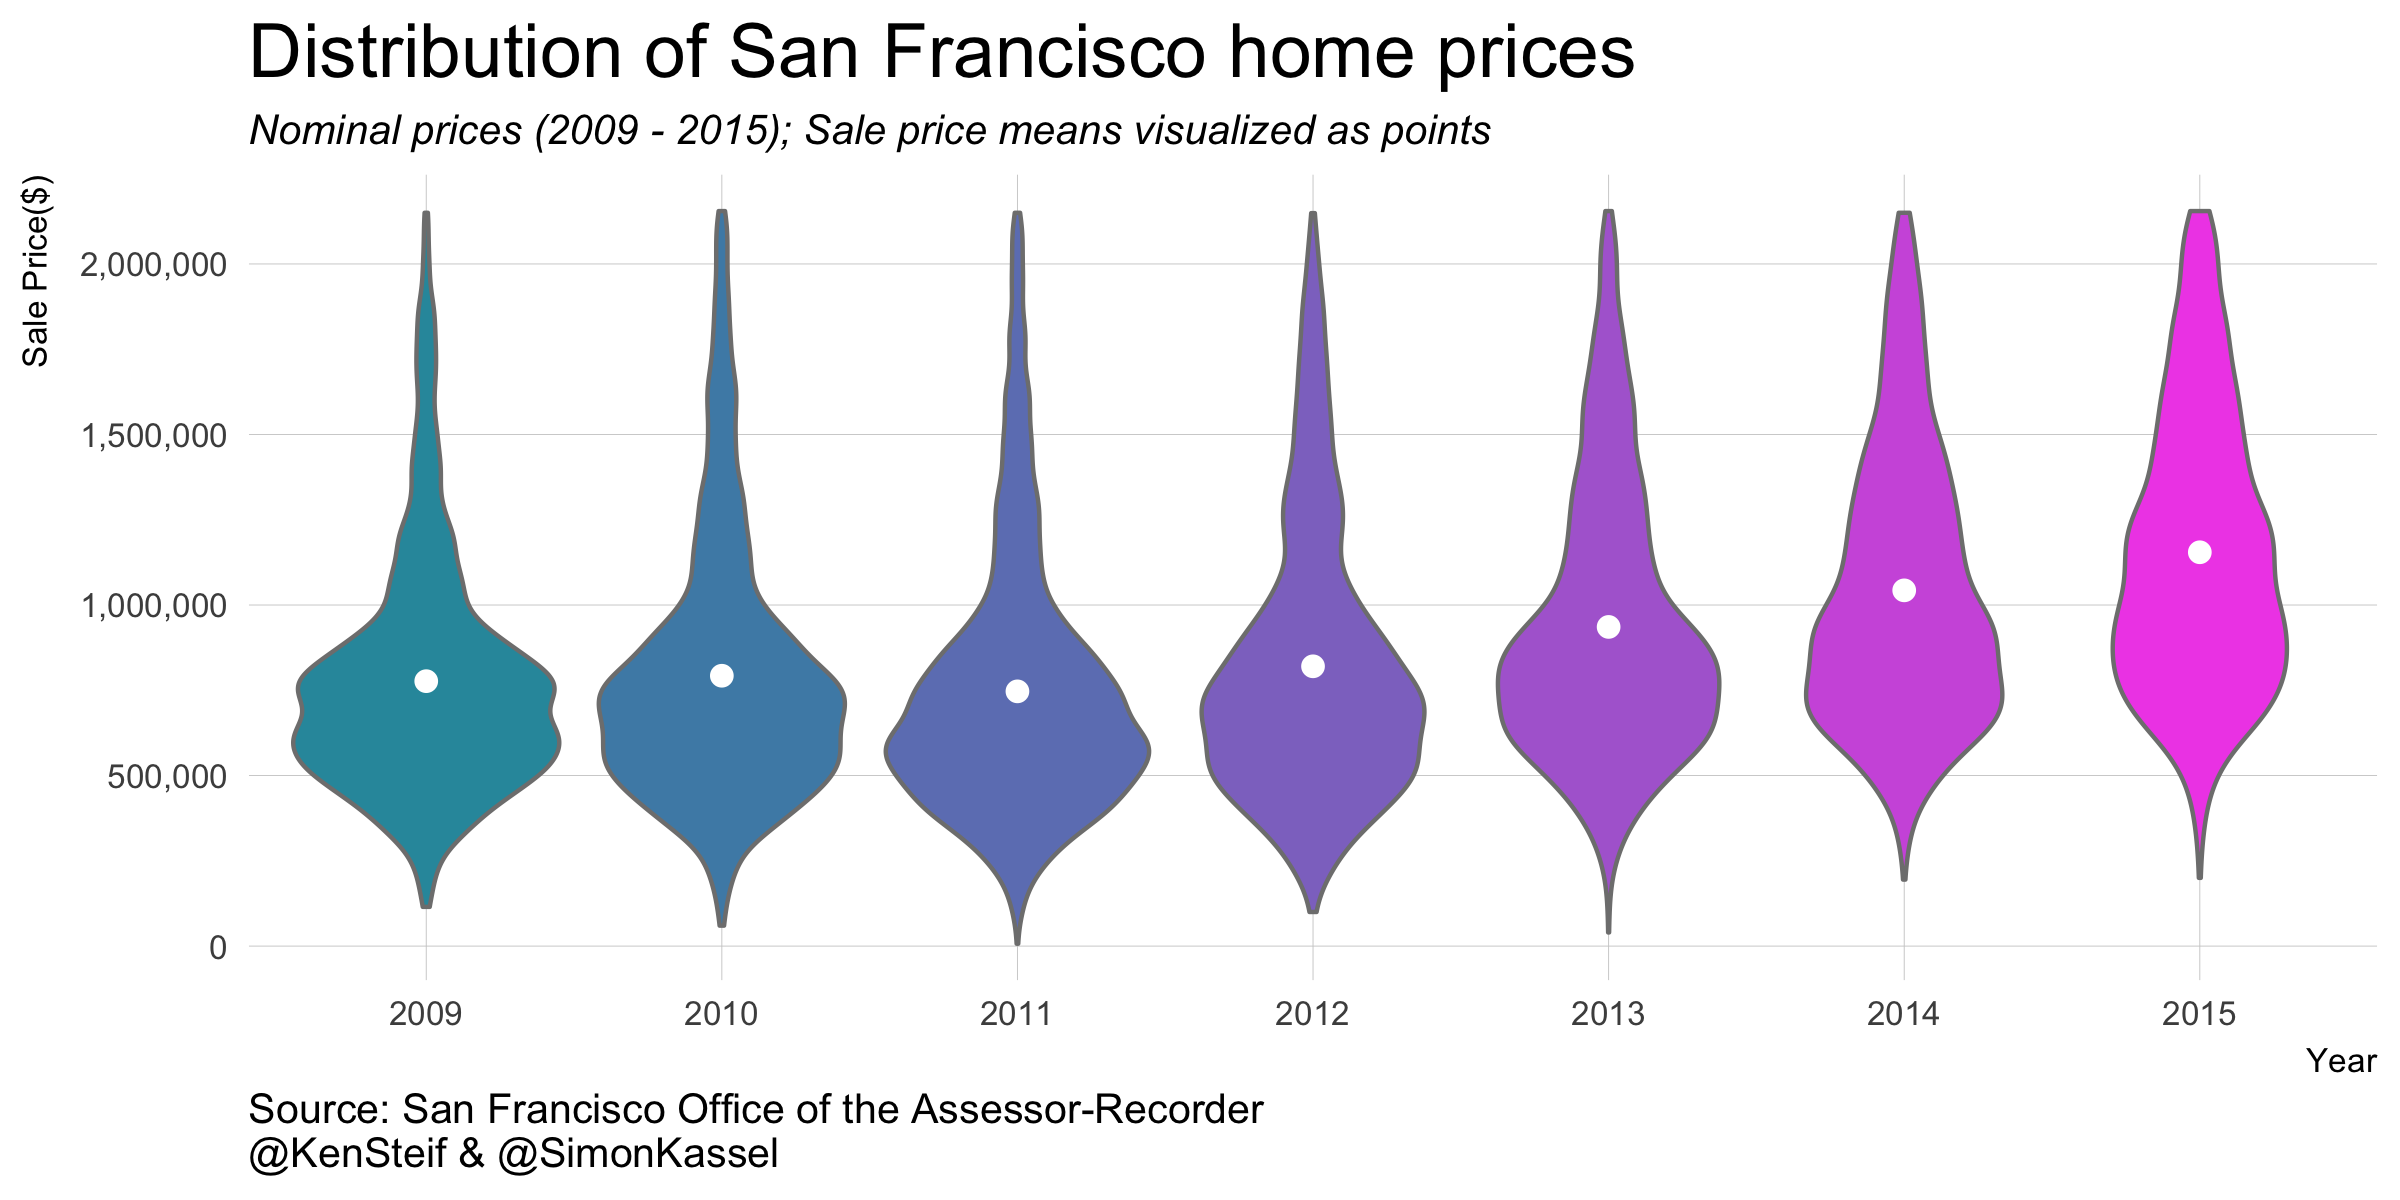 Distribution of San Francisco home prices
Nominal prices (2009 - 2015); Sale price means visualized as points
Sale Price($)
2,000,000
1,500,000
1,000,000
500,000
0
2009 2010 2011 2012 2013 2014 2015
Year
Source: San Francisco Office of the Assessor-Recorder
@KenSteif & @SimonKassel